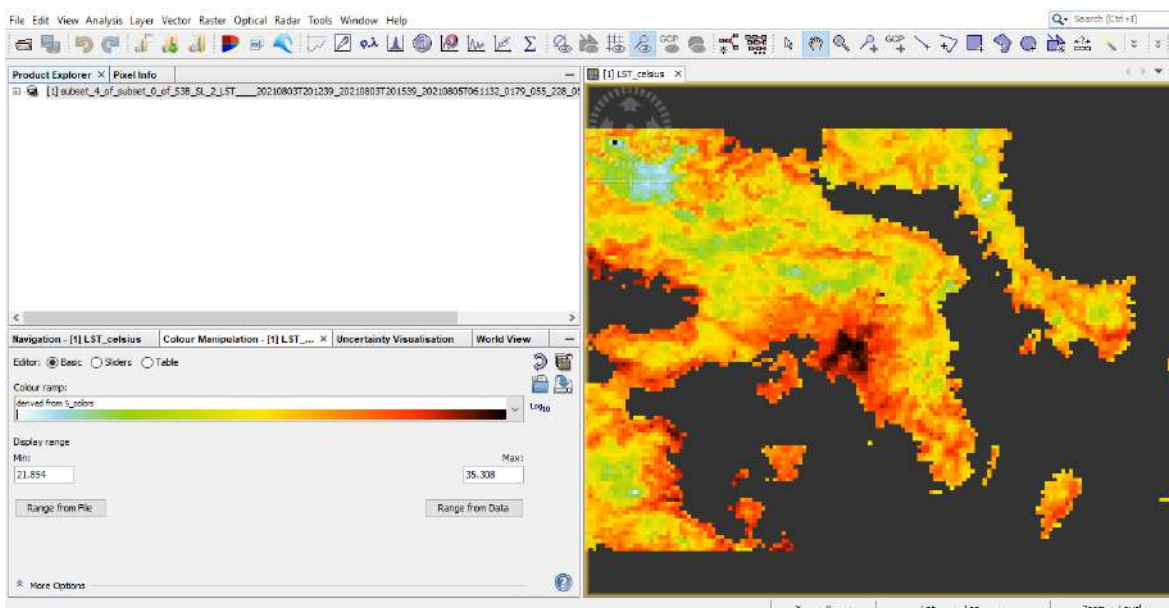 File Edit View Analysis Layer Vector Raster Optical Radar Tools Window Help
Search (Ctrl+I)
GCP
GCP
Product Explorer × Pixel Info
[1] LST_celsius ×
[1] subset_4_of_subset_0_of_S3B_SL_2_LST____20210803T201239_20210803T201539_20210805T061132_0179_055_228_0
Navigation - [1] LST_celsius Colour Manipulation - [1] LST_... × Uncertainty Visualisation World View
Editor: Basic Sliders Table
Colour ramp:
derived from 5_colors
Log10
Display range
Min: Max:
21.854 35.308
Range from File Range from Data
More Options